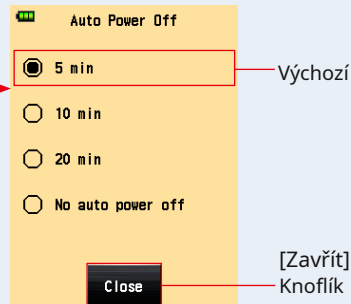 Auto Power Off
5 min
Výchozí
10 min
20 min
No auto power off
Close
[Zavřít]
Knoflík